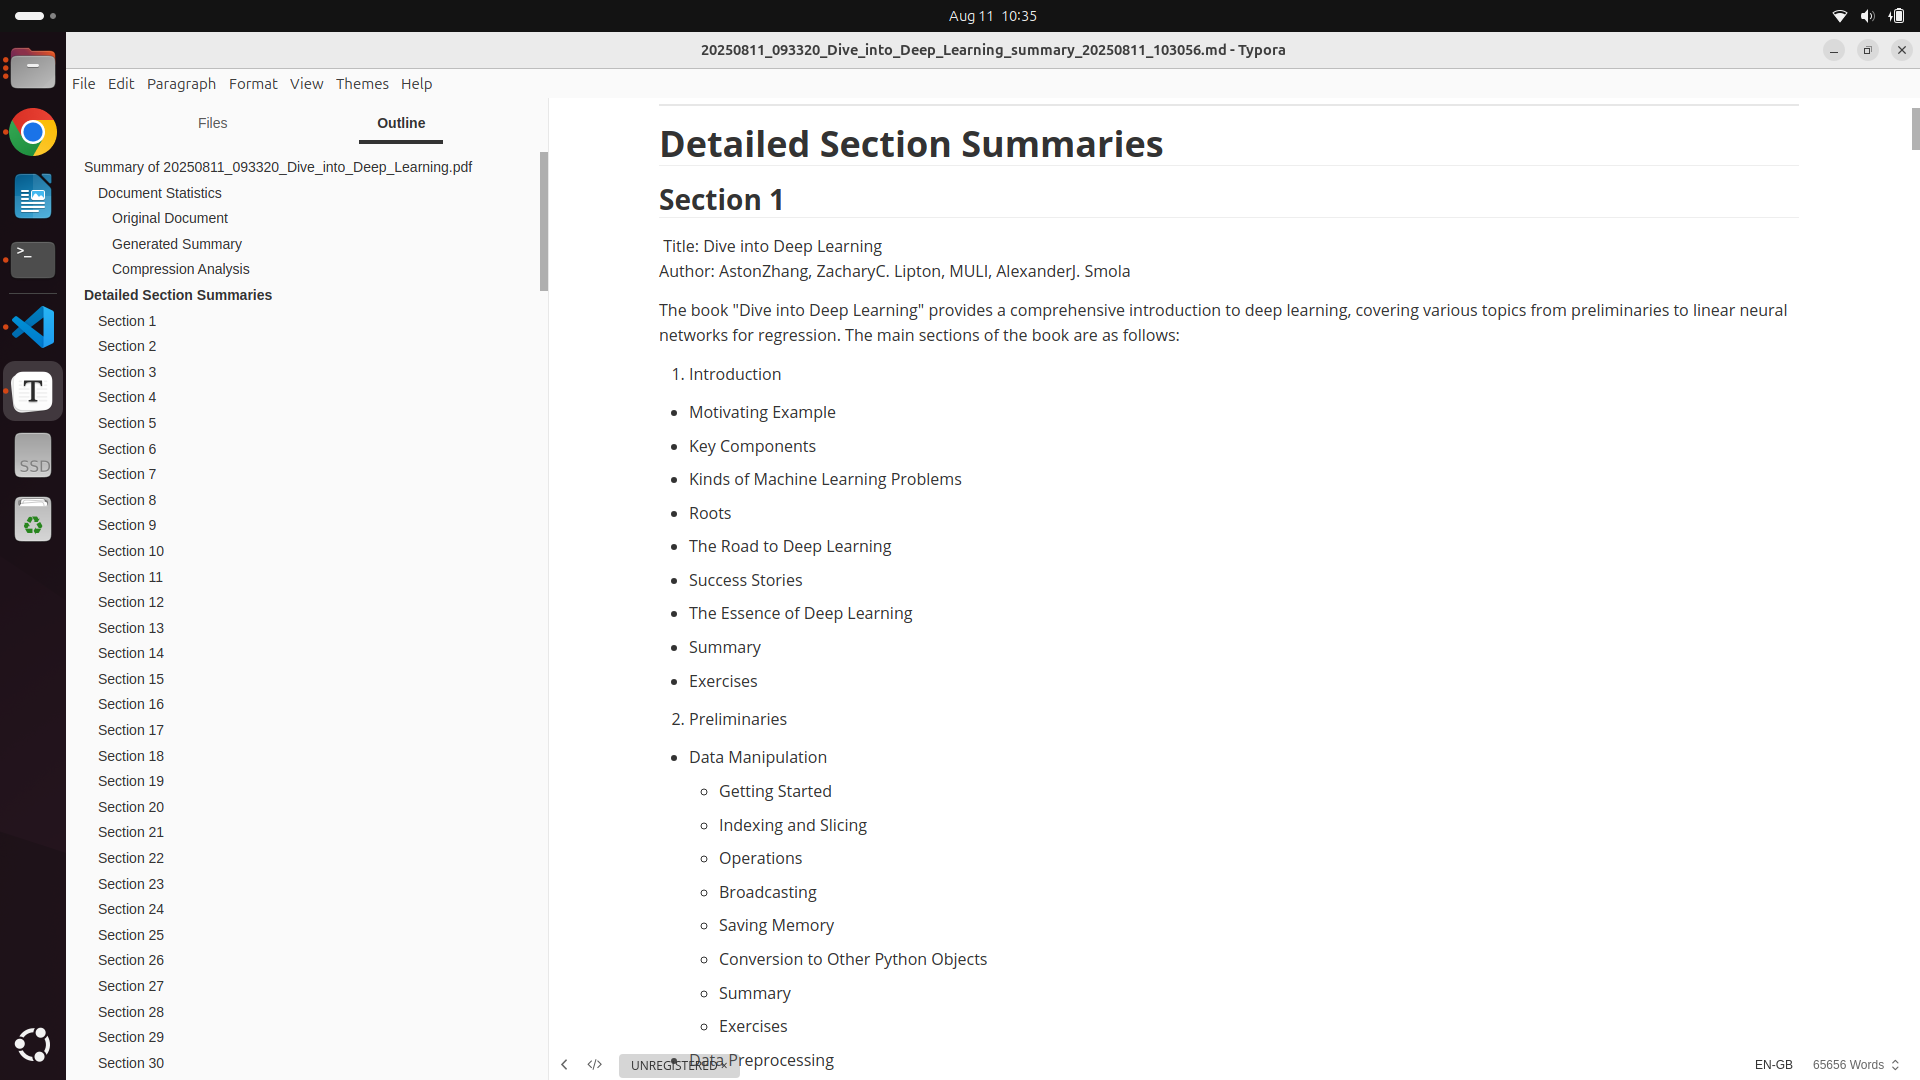 Aug 11 10:35
20250811_093320_Dive_into_Deep_Learning_summary_20250811_103056.md - Typora
File Edit Paragraph Format View Themes Help
Files Outline
Summary of 20250811_093320_Dive_into_Deep_Learning.pdf
Document Statistics
Original Document
Generated Summary
Compression Analysis
Detailed Section Summaries
Section 1
Section 2
Section 3
Section 4
Section 5
Section 6
Section 7
Section 8
Section 9
Section 10
Section 11
Section 12
Section 13
Section 14
Section 15
Section 16
Section 17
Section 18
Section 19
Section 20
Section 21
Section 22
Section 23
Section 24
Section 25
Section 26
Section 27
Section 28
Section 29
Section 30
Detailed Section Summaries
Section 1
Title: Dive into Deep Learning
Author: AstonZhang, ZacharyC. Lipton, MULI, AlexanderJ. Smola
The book "Dive into Deep Learning" provides a comprehensive introduction to deep learning, covering various topics from preliminaries to linear neural
networks for regression. The main sections of the book are as follows:
1. Introduction
• Motivating Example
• Key Components
• Kinds of Machine Learning Problems
• Roots
• The Road to Deep Learning
• Success Stories
• The Essence of Deep Learning
• Summary
• Exercises
2. Preliminaries
• Data Manipulation
◦ Getting Started
◦ Indexing and Slicing
◦ Operations
◦ Broadcasting
◦ Saving Memory
◦ Conversion to Other Python Objects
◦ Summary
◦ Exercises
• Data Preprocessing
UNREGISTERED ×
EN-GB
65656 Words
SSD
T
>_
</>